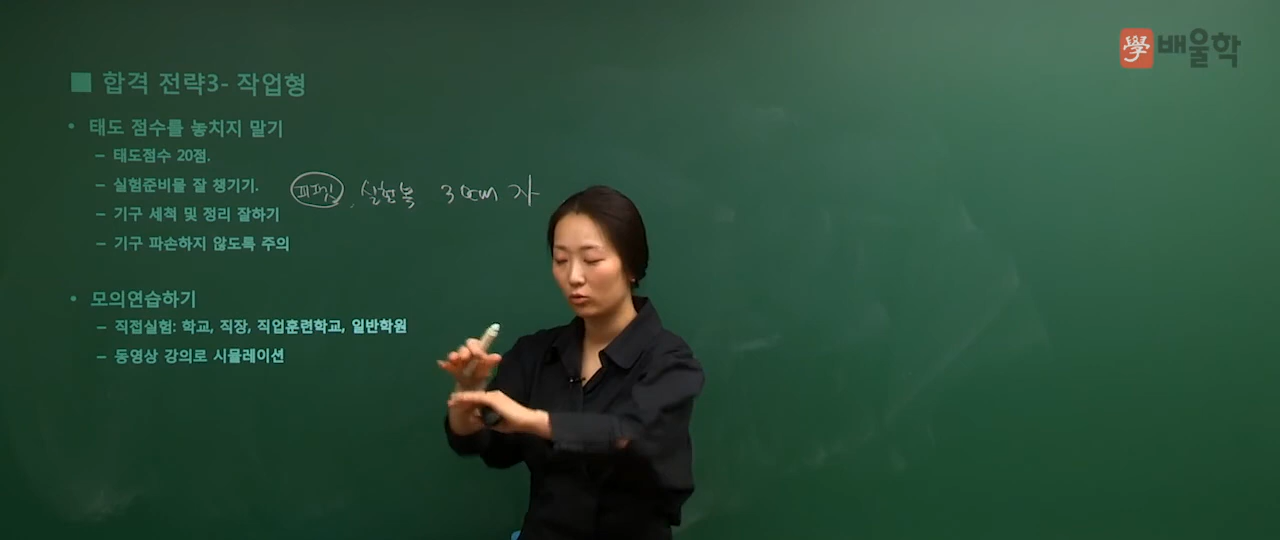 學 배울학
■ 합격 전략3- 작업형
• 태도 점수를 놓치지 말기
– 태도점수 20점.
– 실험준비물 잘 챙기기. 피펫, 실험복 30cm 자
– 기구 세척 및 정리 잘하기
– 기구 파손하지 않도록 주의
• 모의연습하기
– 직접실험: 학교, 직장, 직업훈련학교, 일반학원
– 동영상 강의로 시뮬레이션